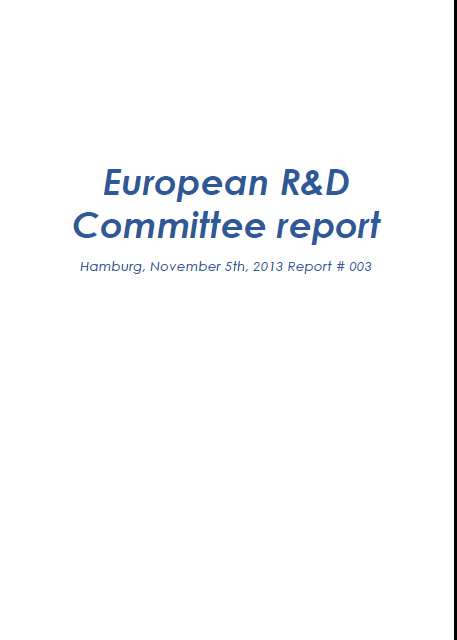 European R&D
Committee report
Hamburg, November 5th, 2013 Report # 003